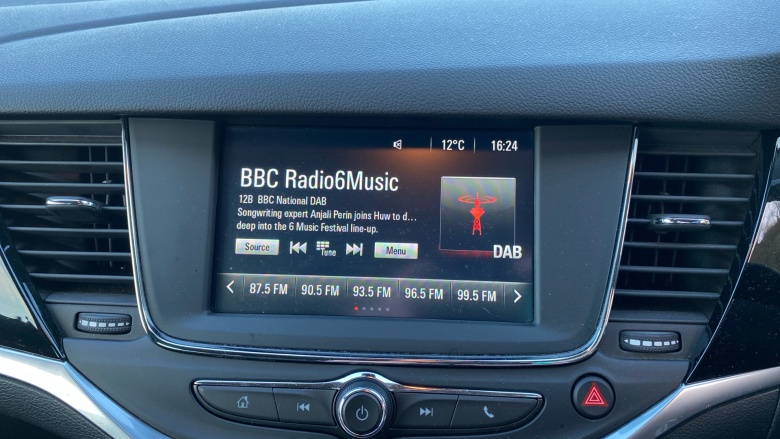 12°C 16:24
BBC Radio6Music
12B BBC National DAB
Songwriting expert Anjali Perin joins Huw to d...
deep into the 6 Music Festival line-up.
DAB
Source Tune Menu
87.5 FM 90.5 FM 93.5 FM 96.5 FM 99.5 FM